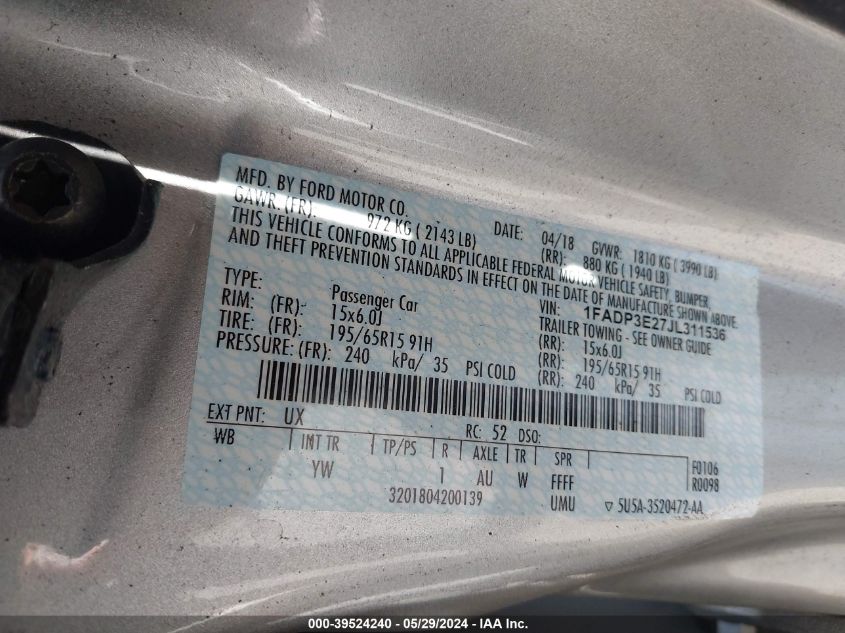 MFD. BY FORD MOTOR CO. DATE: 04/18 GVWR: 1810 KG ( 3990 LB)
GAWR: (FR): 972 KG ( 2143 LB) (RR): 880 KG ( 1940 LB)
THIS VEHICLE CONFORMS TO ALL APPLICABLE FEDERAL MOTOR VEHICLE SAFETY, BUMPER,
AND THEFT PREVENTION STANDARDS IN EFFECT ON THE DATE OF MANUFACTURE SHOWN ABOVE.
VIN: 1FADP3E27JL311536
TYPE: Passenger Car TRAILER TOWING - SEE OWNER GUIDE
RIM: (FR): 15x6.0J (RR): 15x6.0J
TIRE: (FR): 195/65R15 91H (RR): 195/65R15 91H
PRESSURE: (FR): 240 kPa/ 35 PSI COLD (RR): 240 kPa/ 35 PSI COLD
EXT PNT: UX RC: 52 DSO:
WB INT TR TP/PS R AXLE TR SPR F0106
YW 1 AU W FFFF R0098
3201804200139 UMU ▽ 5U5A-3520472-AA
000-39524240 - 05/29/2024 - IAA Inc.